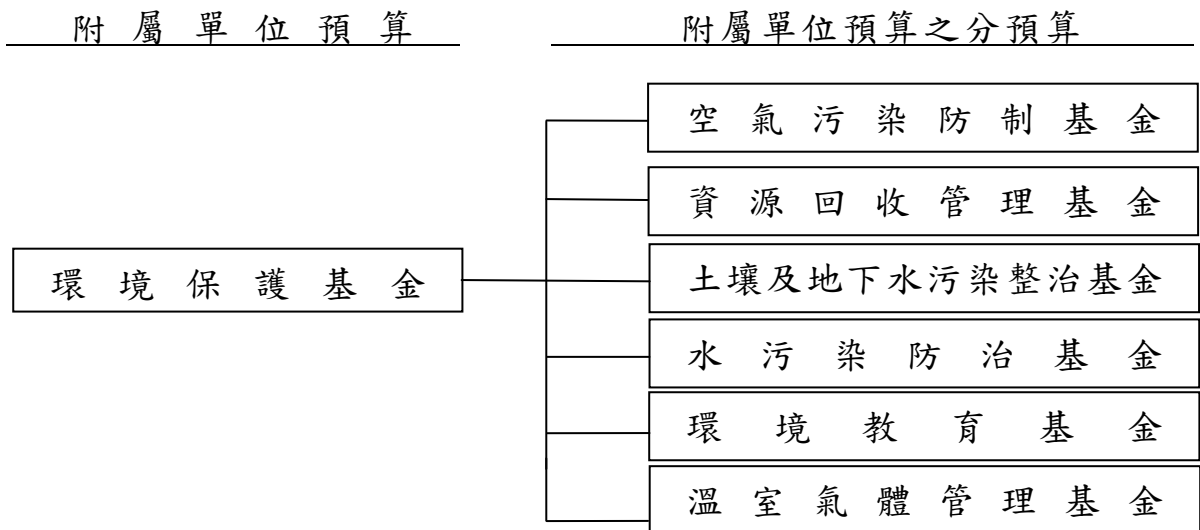 附屬單位預算
附屬單位預算之分預算
環境保護基金
空氣污染防制基金
資源回收管理基金
土壤及地下水污染整治基金
水污染防治基金
環境教育基金
溫室氣體管理基金